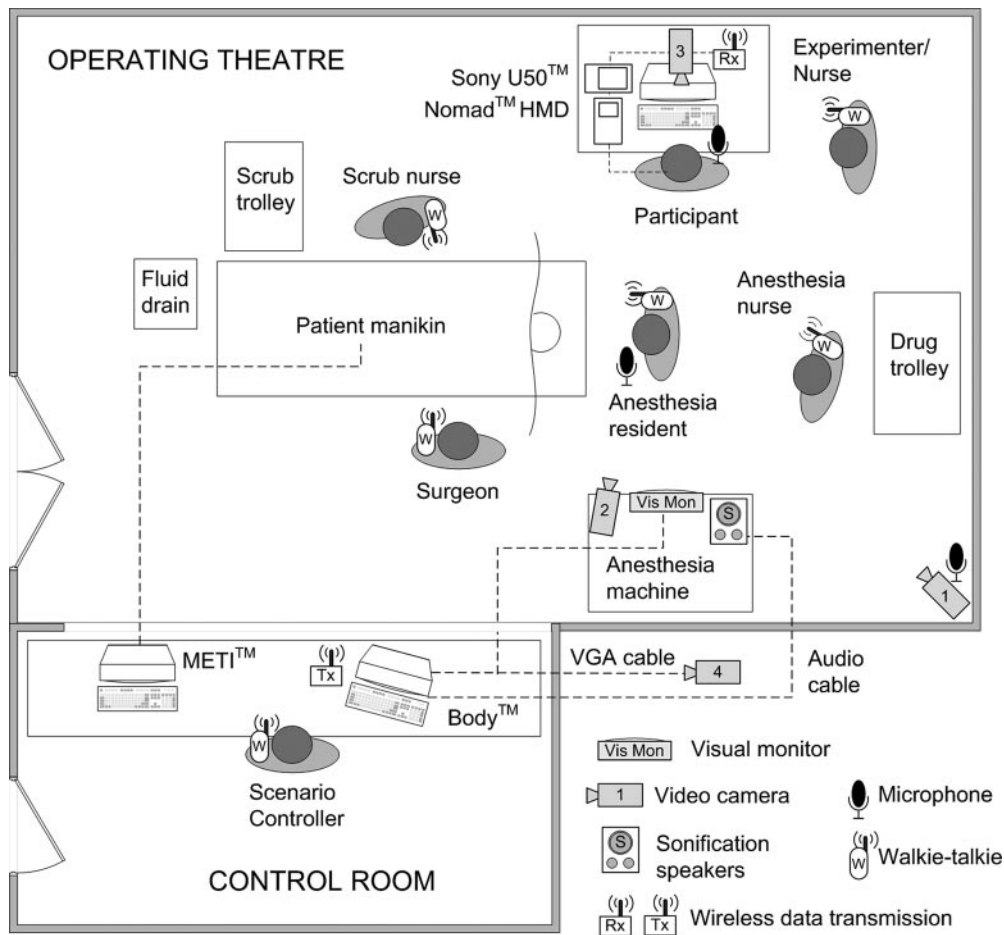 OPERATING THEATRE
Sony U50™
Nomad™ HMD
3
Rx
Experimenter/
Nurse
W
Scrub
trolley
Scrub nurse
W
Participant
Fluid
drain
Patient manikin
W
Anesthesia
resident
Anesthesia
nurse
W
Drug
trolley
W
Surgeon
2
Vis Mon
S
Anesthesia
machine
1
METI™
Tx
Body™
VGA cable
4
Audio
cable
W
Scenario
Controller
CONTROL ROOM
Vis Mon
Visual monitor
1
Video camera
Microphone
S
Sonification
speakers
W
Walkie-talkie
Rx
Tx
Wireless data transmission